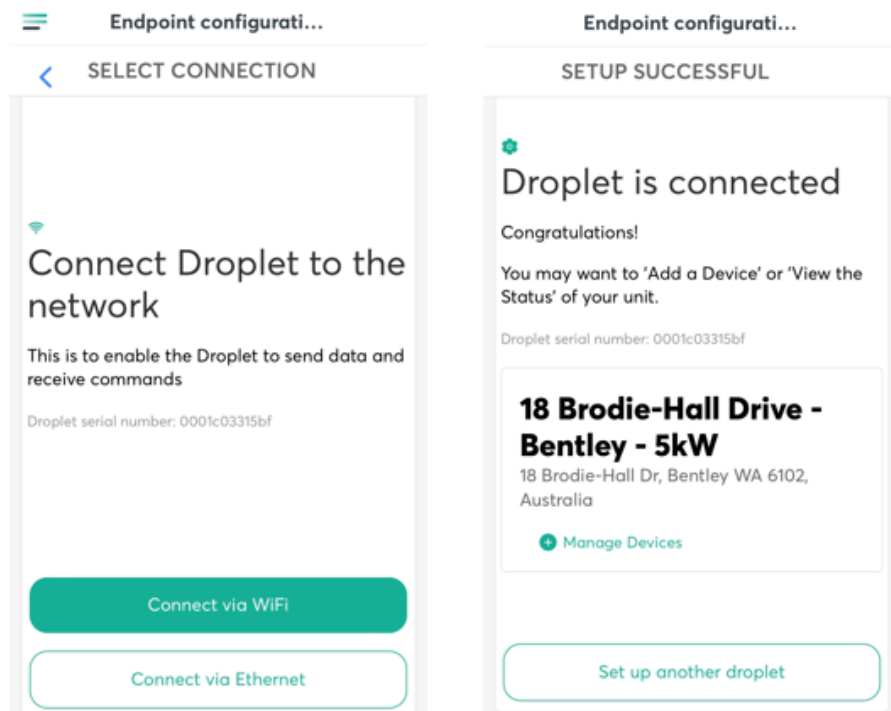 Endpoint configurati...
SELECT CONNECTION
Connect Droplet to the
network
This is to enable the Droplet to send data and
receive commands
Droplet serial number: 0001c03315bf
Connect via WiFi
Connect via Ethernet
Endpoint configurati...
SETUP SUCCESSFUL
Droplet is connected
Congratulations!
You may want to 'Add a Device' or 'View the
Status' of your unit.
Droplet serial number: 0001c03315bf
18 Brodie-Hall Drive -
Bentley - 5kW
18 Brodie-Hall Dr, Bentley WA 6102,
Australia
Manage Devices
Set up another droplet